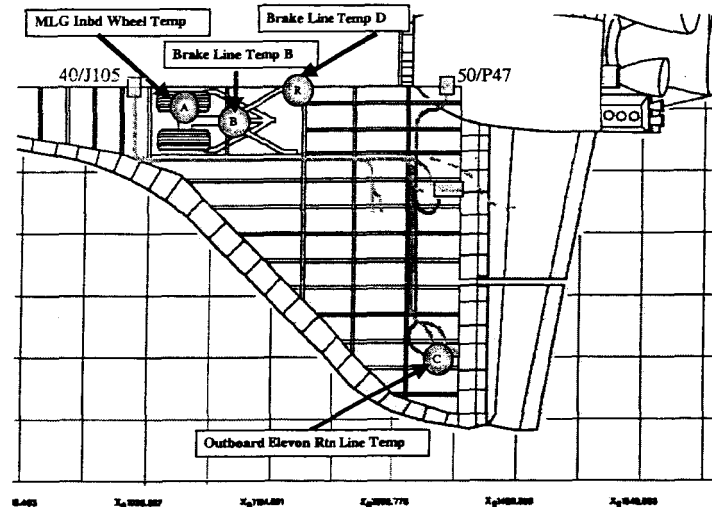 MLG Inbd Wheel Temp
Brake Line Temp D
Brake Line Temp B
40/J105
50/P47
A
B
R
C
Outboard Elevon Rtn Line Temp